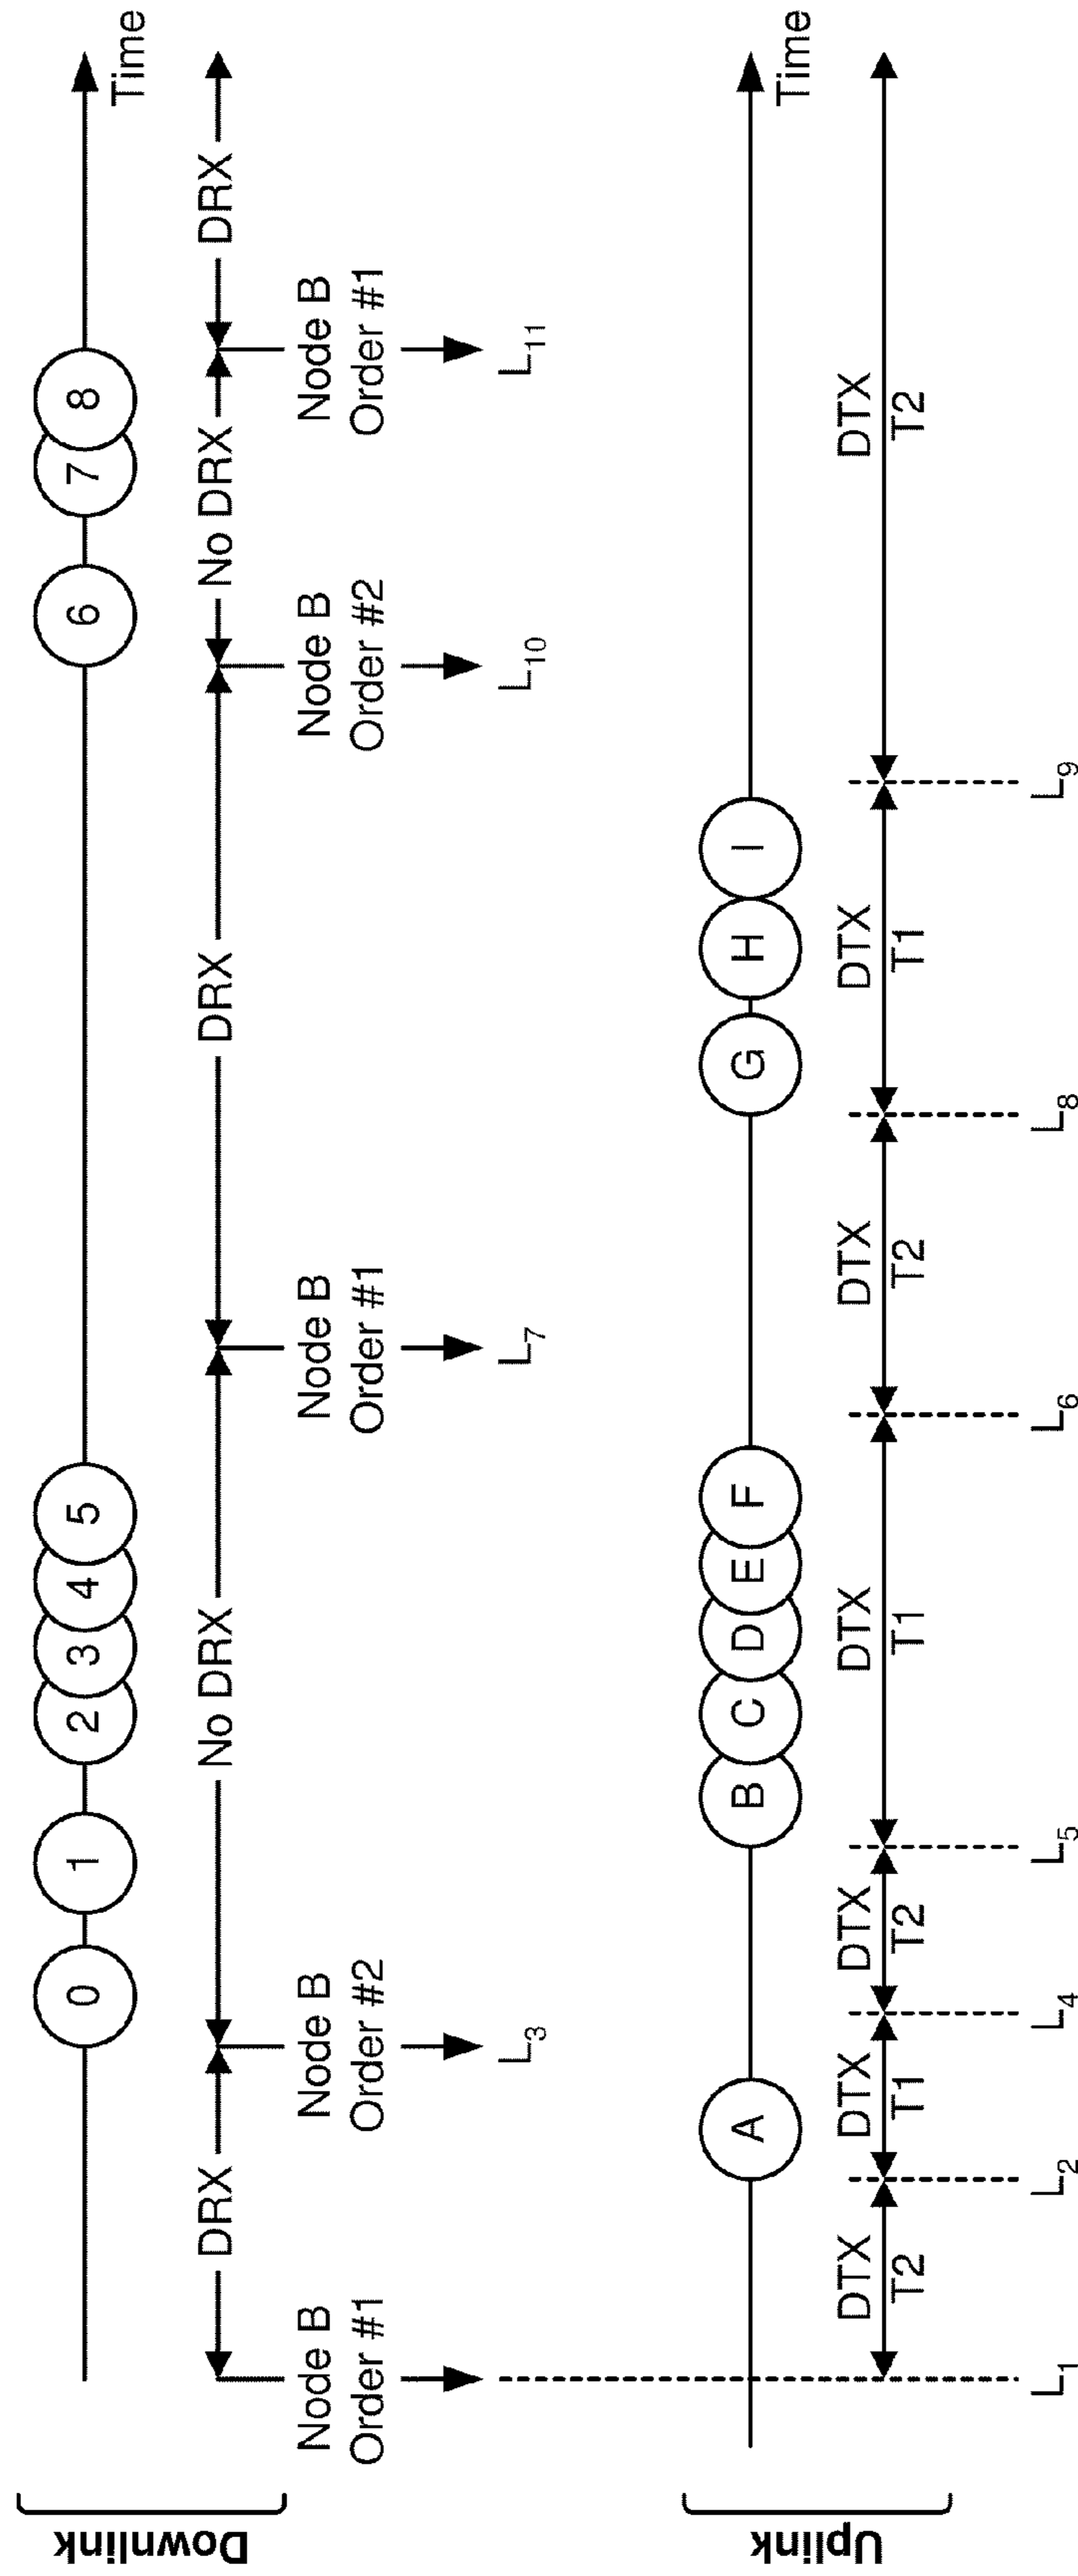 Downlink
0
1
2
3
4
5
6
7
8
Time
DRX
No DRX
DRX
No DRX
DRX
Node B
Order #1
Node B
Order #2
Node B
Order #1
Node B
Order #2
Node B
Order #1
L3
L7
L10
L11
Uplink
A
B
C
D
E
F
G
H
I
Time
DTX
T2
DTX
T1
DTX
T2
DTX
T1
DTX
T2
DTX
T1
DTX
T2
L1
L2
L4
L5
L6
L8
L9